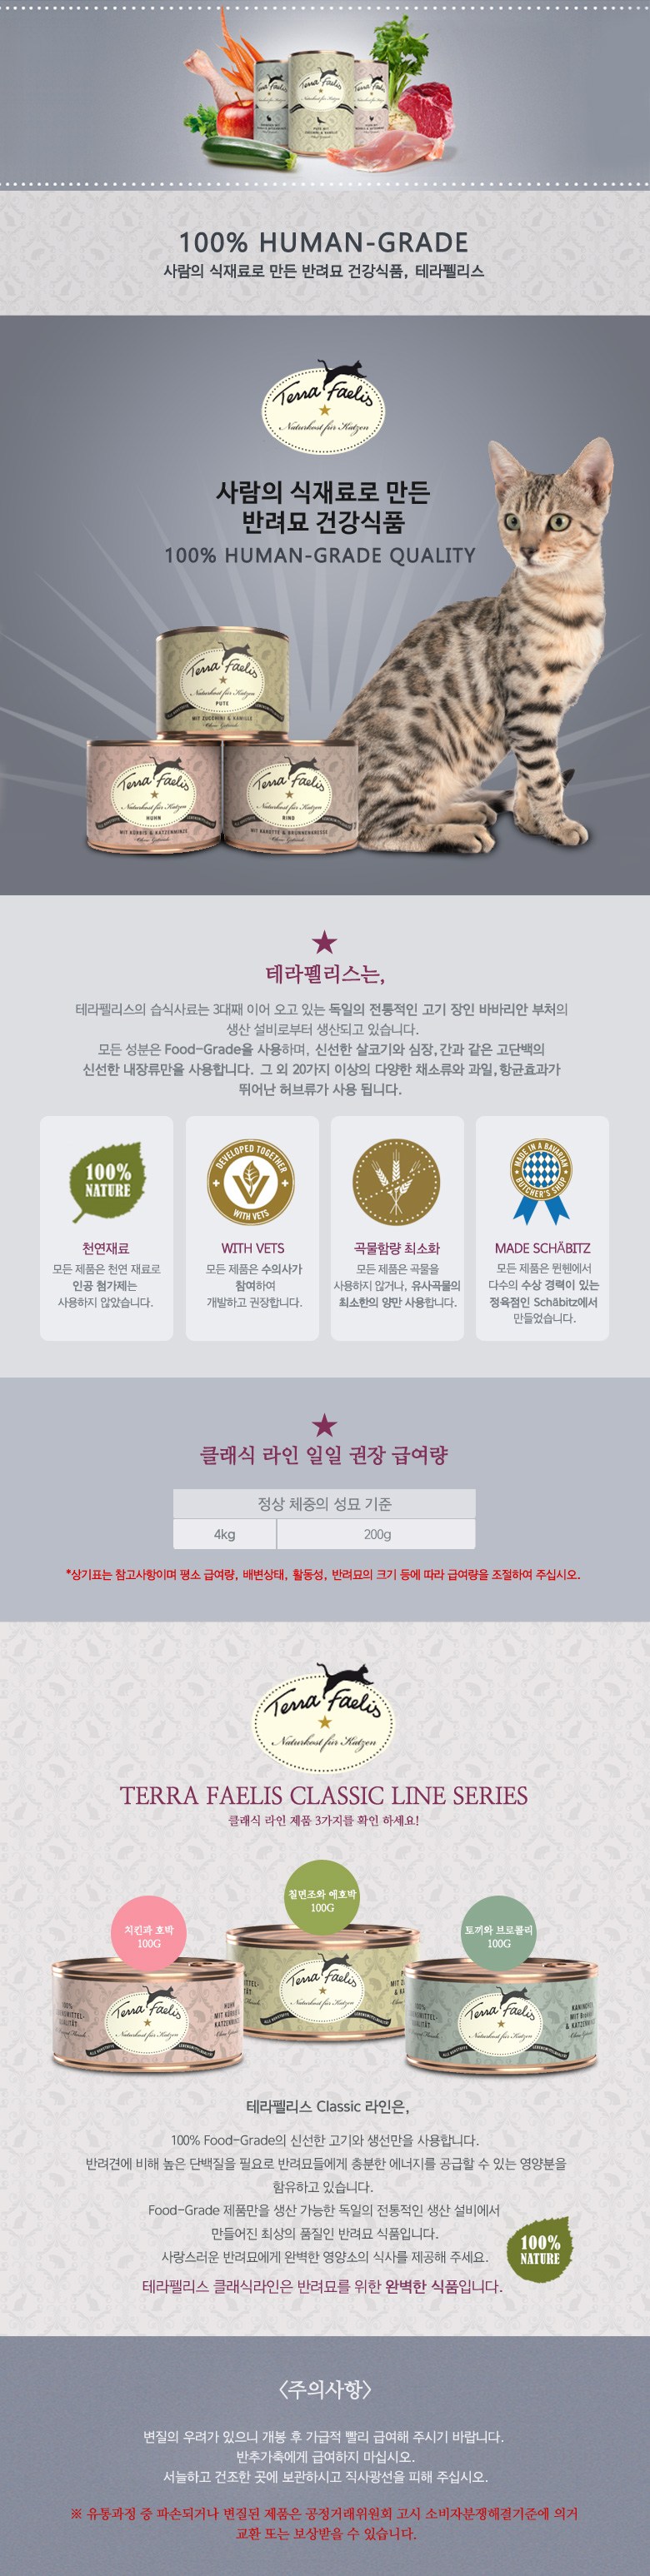 Terra Faelis
100% HUMAN-GRADE
사람의 식재료로 만든 반려묘 건강식품, 테라펠리스
Terra Faelis
Naturkost für Katzen
사람의 식재료로 만든
반려묘 건강식품
100% HUMAN-GRADE QUALITY
Terra Faelis
Naturkost für Katzen
PUTE
MIT ZUCCHINI & KAMILLE
Terra Faelis
Naturkost für Katzen
HUHN
MIT KÜRBIS & KATZENMINZE
Terra Faelis
Naturkost für Katzen
RIND
MIT KAROTTE & BRUNNENKRESSE
테라펠리스는,
테라펠리스의 습식사료는 3대째 이어 오고 있는 독일의 전통적인 고기 장인 바바리안 부처의
생산 설비로부터 생산되고 있습니다.
모든 성분은 Food-Grade을 사용하며, 신선한 살코기와 심장,간과 같은 고단백의
신선한 내장류만을 사용합니다. 그 외 20가지 이상의 다양한 채소류와 과일,항균효과가
뛰어난 허브류가 사용 됩니다.
100%
NATURE
천연재료
모든 제품은 천연 재료로
인공 첨가제는
사용하지 않았습니다.
DEVELOPED TOGETHER
WITH VETS
WITH VETS
모든 제품은 수의사가
참여하여
개발하고 권장합니다.
곡물함량 최소화
모든 제품은 곡물을
사용하지 않거나, 유사곡물의
최소한의 양만 사용합니다.
MADE IN A BAVARIAN
BUTCHER'S SHOP
MADE SCHÄBITZ
모든 제품은 뮌헨에서
다수의 수상 경력이 있는
정육점인 Schäbitz에서
만들었습니다.
클래식 라인 일일 권장 급여량
정상 체중의 성묘 기준
4kg 200g
*상기표는 참고사항이며 평소 급여량, 배변상태, 활동성, 반려묘의 크기 등에 따라 급여량을 조절하여 주십시오.
Terra Faelis
Naturkost für Katzen
TERRA FAELIS CLASSIC LINE SERIES
클래식 라인 제품 3가지를 확인 하세요!
치킨과 호박
100G
칠면조와 애호박
100G
토끼와 브로콜리
100G
Terra Faelis
Naturkost für Katzen
Terra Faelis
Naturkost für Katzen
Terra Faelis
Naturkost für Katzen
테라펠리스 Classic 라인은,
100% Food-Grade의 신선한 고기와 생선만을 사용합니다.
반려견에 비해 높은 단백질을 필요로 반려묘들에게 충분한 에너지를 공급할 수 있는 영양분을
함유하고 있습니다.
Food-Grade 제품만을 생산 가능한 독일의 전통적인 생산 설비에서
만들어진 최상의 품질인 반려묘 식품입니다.
사랑스러운 반려묘에게 완벽한 영양소의 식사를 제공해 주세요.
100%
NATURE
테라펠리스 클래식라인은 반려묘를 위한 완벽한 식품입니다.
<주의사항>
변질의 우려가 있으니 개봉 후 가급적 빨리 급여해 주시기 바랍니다.
반추가축에게 급여하지 마십시오.
서늘하고 건조한 곳에 보관하시고 직사광선을 피해 주십시오.
※ 유통과정 중 파손되거나 변질된 제품은 공정거래위원회 고시 소비자분쟁해결기준에 의거
교환 또는 보상받을 수 있습니다.